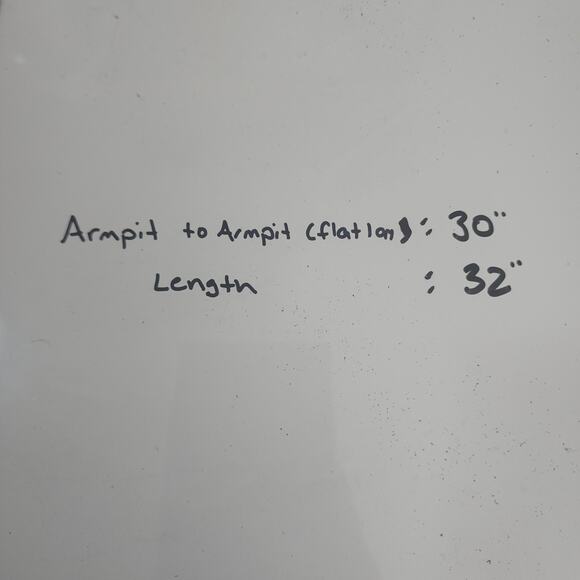 Armpit to Armpit (flat lan) : 30"
Length : 32"